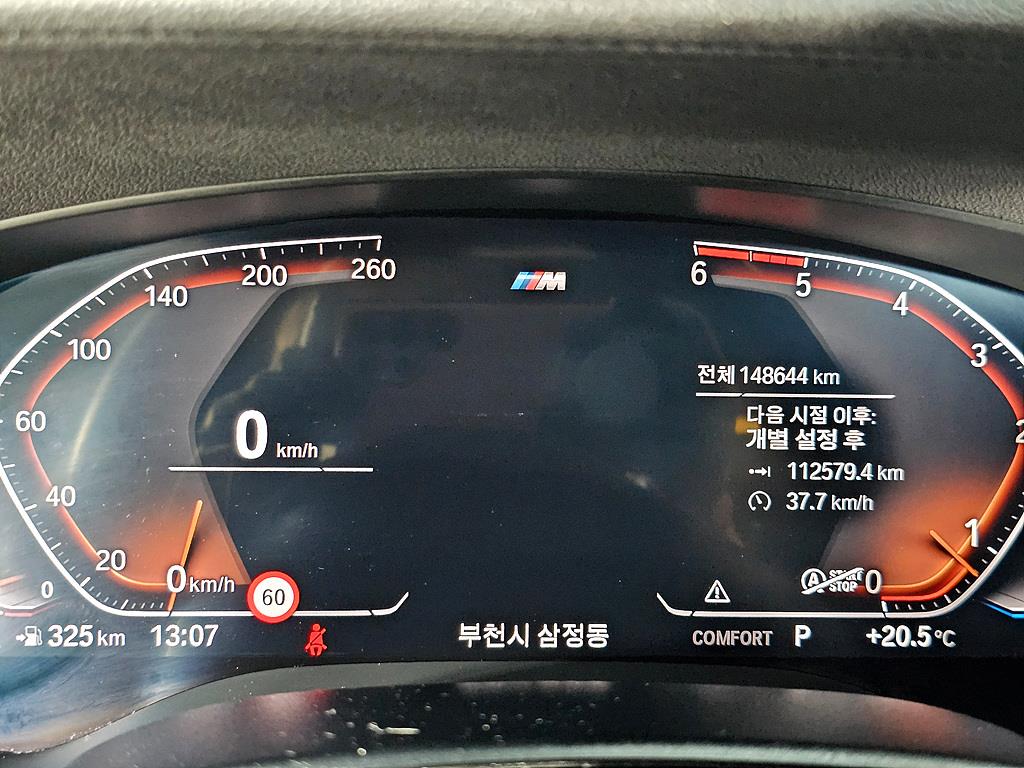 260
200
140
100
60
40
20
0
0 km/h
0 km/h
60
M
6
5
4
3
2
1
0
전체 148644 km
다음 시점 이후:
개별 설정 후
112579.4 km
37.7 km/h
A START STOP
325 km
13:07
부천시 삼정동
COMFORT P
+20.5°C